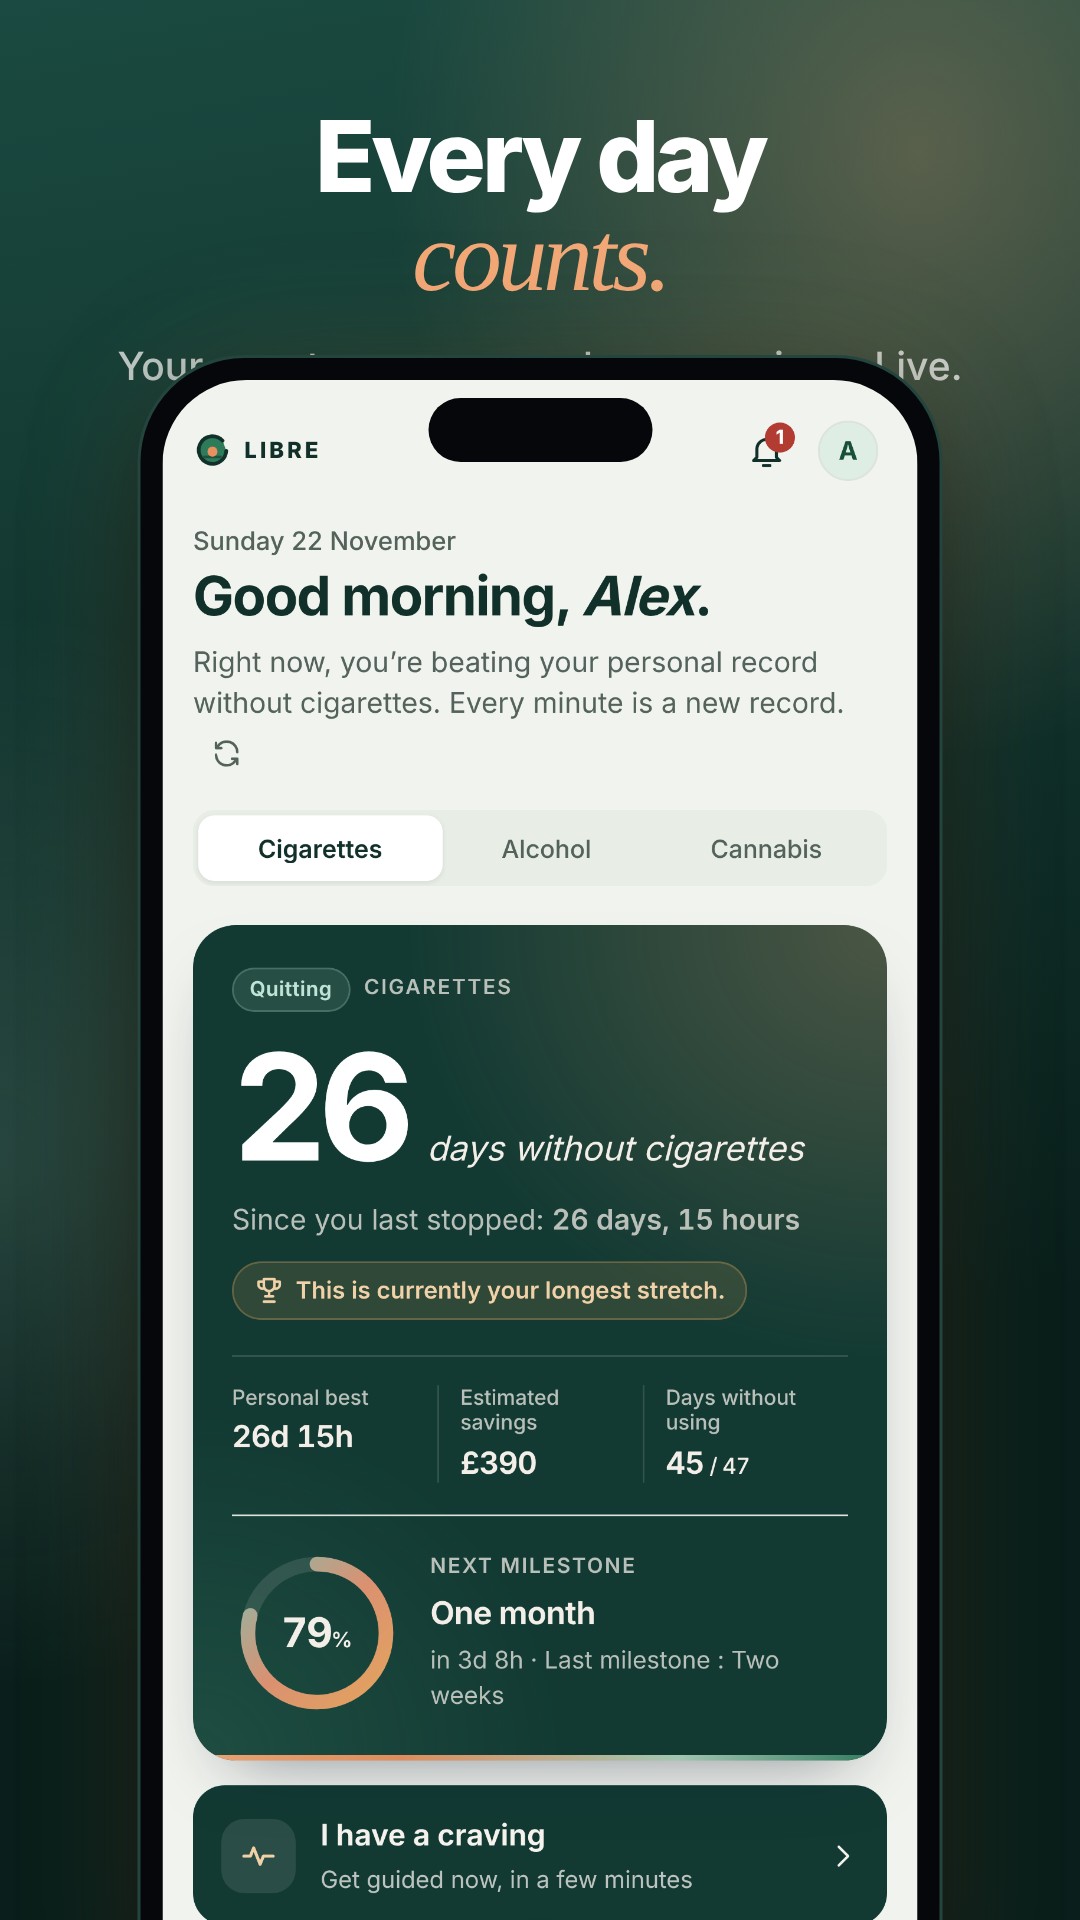 Every day
counts.
Your live.
LIBRE
1
A
Sunday 22 November
Good morning, Alex.
Right now, you’re beating your personal record
without cigarettes. Every minute is a new record.
Cigarettes
Alcohol
Cannabis
Quitting
CIGARETTES
26 days without cigarettes
Since you last stopped: 26 days, 15 hours
This is currently your longest stretch.
Personal best
26d 15h
Estimated
savings
£390
Days without
using
45 / 47
79%
NEXT MILESTONE
One month
in 3d 8h · Last milestone : Two
weeks
I have a craving
Get guided now, in a few minutes